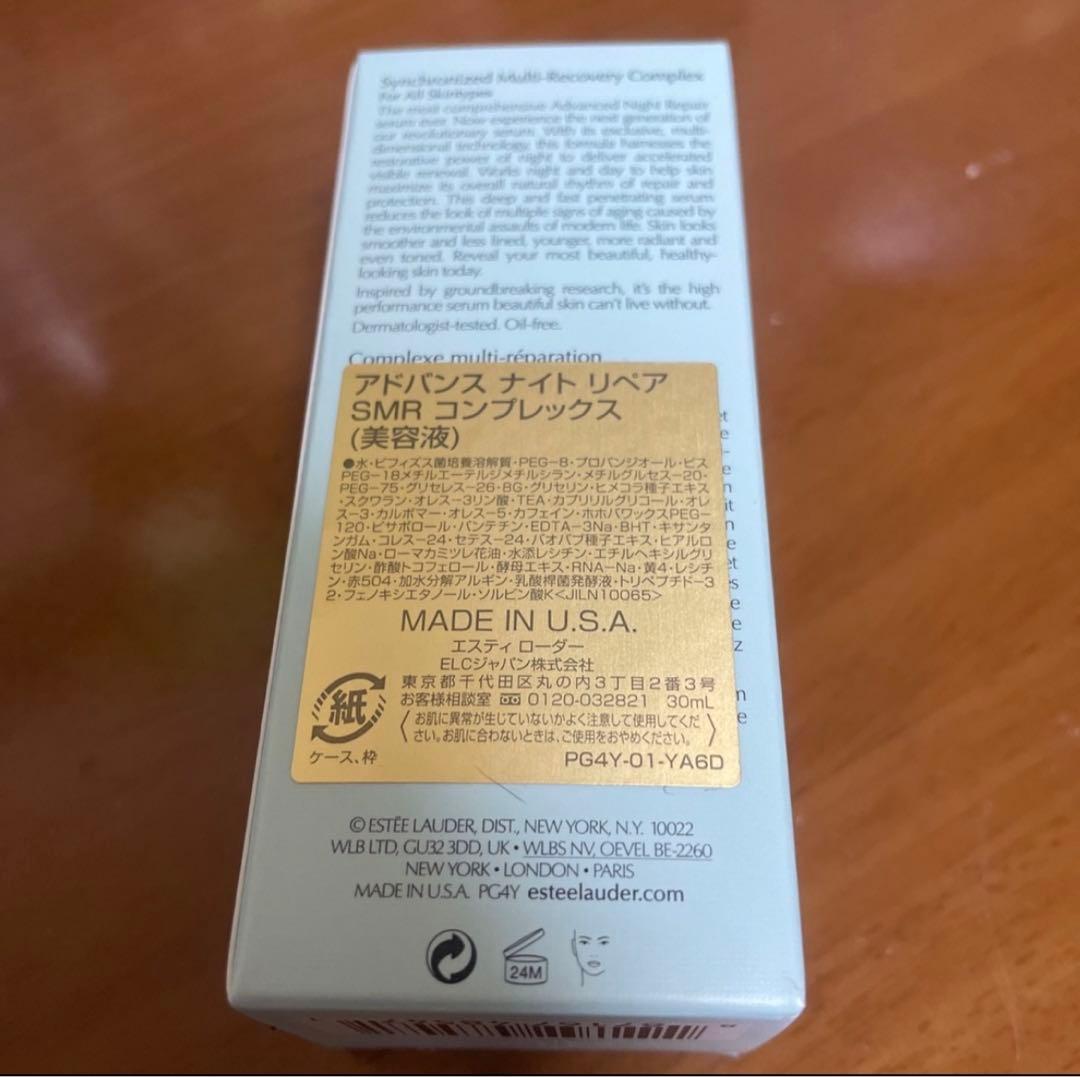 Synchronized Multi-Recovery Complex
For All Skintypes
The most comprehensive Advanced Night Repair
serum ever. Now experience the next generation of
our revolutionary serum. With its exclusive, multi-
dimensional technology, this formula harnesses the
restorative power of night to deliver accelerated
visible renewal. Works night and day to help skin
maximize its overall natural rhythm of repair and
protection. This deep and fast penetrating serum
reduces the look of multiple signs of aging caused by
the environmental assaults of modern life. Skin looks
smoother and less lined, younger, more radiant and
even toned. Reveal your most beautiful, healthy-
looking skin today.
Inspired by groundbreaking research, it's the high
performance serum beautiful skin can't live without.
Dermatologist-tested. Oil-free.
Complexe multi-réparation
アドバンス ナイト リペア
SMR コンプレックス
(美容液)
●水・ビフィズス菌培養溶解質・PEG-8・プロパンジオール・ビス
PEG-18メチルエーテルジメチルシラン・メチルグルセス-20・
PEG-75・グリセレス-26・BG・グリセリン・ヒメコラ種子エキス
・スクワラン・オレス-3リン酸・TEA・カプリリルグリコール・オレ
ス-3・カルボマー・オレス-5・カフェイン・ホホバワックスPEG-
120・ビサボロール・パンテチン・EDTA-3Na・BHT・キサンタ
ンガム・コレス-24・セテス-24・バオバブ種子エキス・ヒアルロ
ン酸Na・ローマカミツレ花油・水添レシチン・エチルヘキシルグリ
セリン・酢酸トコフェロール・酵母エキス・RNA-Na・黄4・レシチ
ン・赤504・加水分解アルギン・乳酸桿菌発酵液・トリペプチド-3
2・フェノキシエタノール・ソルビン酸K<JILN10065>
MADE IN U.S.A.
エスティ ローダー
ELCジャパン株式会社
東京都千代田区丸の内3丁目2番3号
お客様相談室 0120-032821 30mL
〈お肌に異常が生じていないかよく注意して使用してくだ
さい。お肌に合わないときは、ご使用をおやめください。〉
紙
ケース、枠
PG4Y-01-YA6D
© ESTĒE LAUDER, DIST., NEW YORK, N.Y. 10022
WLB LTD, GU32 3DD, UK • WLBS NV, OEVEL BE-2260
NEW YORK • LONDON • PARIS
MADE IN U.S.A. PG4Y esteelauder.com
24M